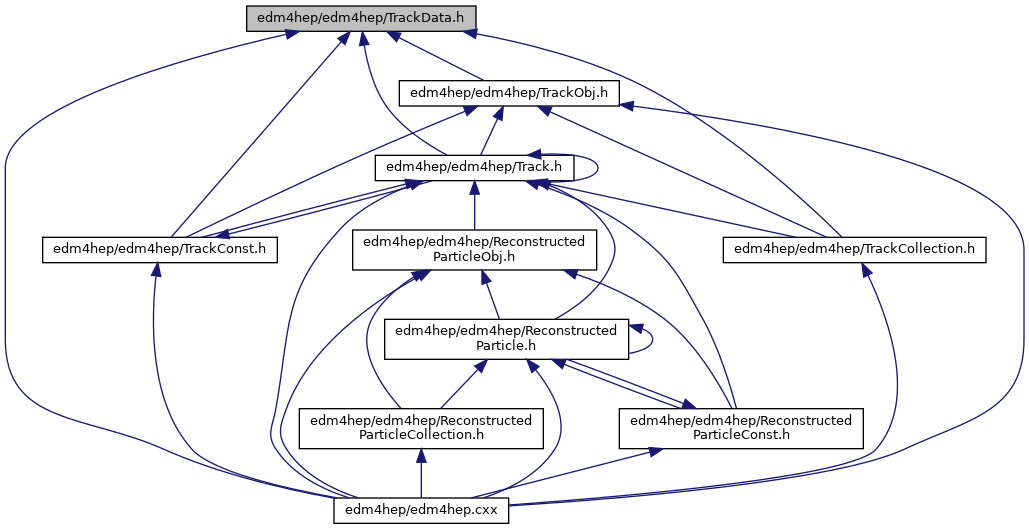 edm4hep/edm4hep/TrackData.h
edm4hep/edm4hep/TrackObj.h
edm4hep/edm4hep/Track.h
edm4hep/edm4hep/TrackConst.h
edm4hep/edm4hep/Reconstructed
ParticleObj.h
edm4hep/edm4hep/TrackCollection.h
edm4hep/edm4hep/Reconstructed
Particle.h
edm4hep/edm4hep/Reconstructed
ParticleCollection.h
edm4hep/edm4hep/Reconstructed
ParticleConst.h
edm4hep/edm4hep.cxx